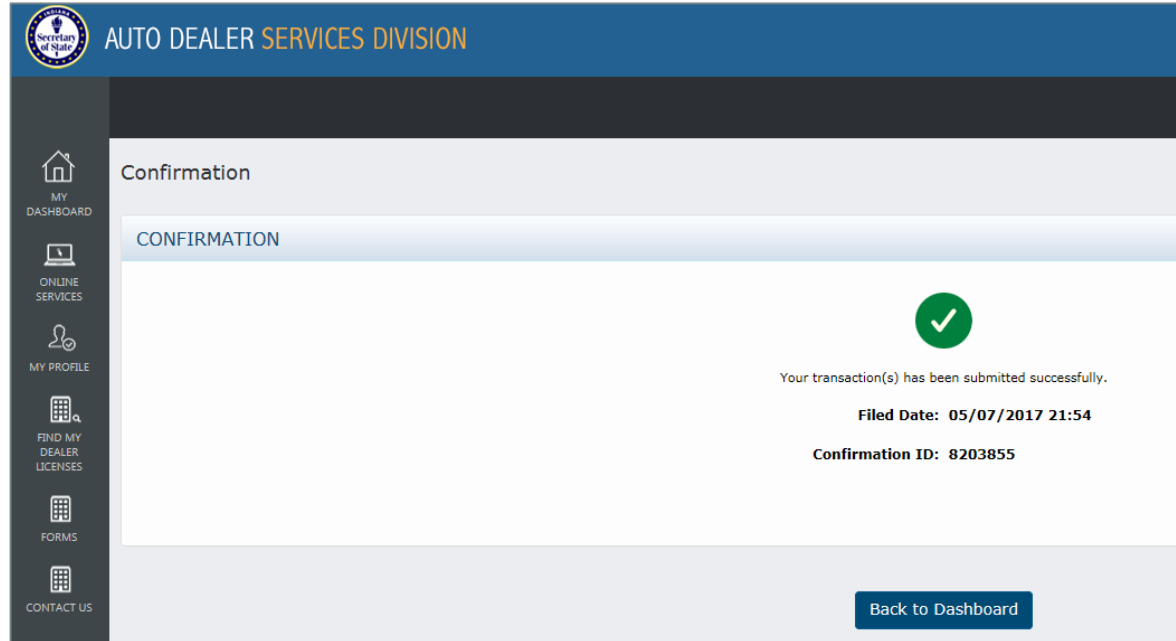 INDIANA
Secretary
of State
AUTO DEALER SERVICES DIVISION
MY
DASHBOARD
ONLINE
SERVICES
MY PROFILE
FIND MY
DEALER
LICENSES
FORMS
CONTACT US
Confirmation
CONFIRMATION
Your transaction(s) has been submitted successfully.
Filed Date: 05/07/2017 21:54
Confirmation ID: 8203855
Back to Dashboard